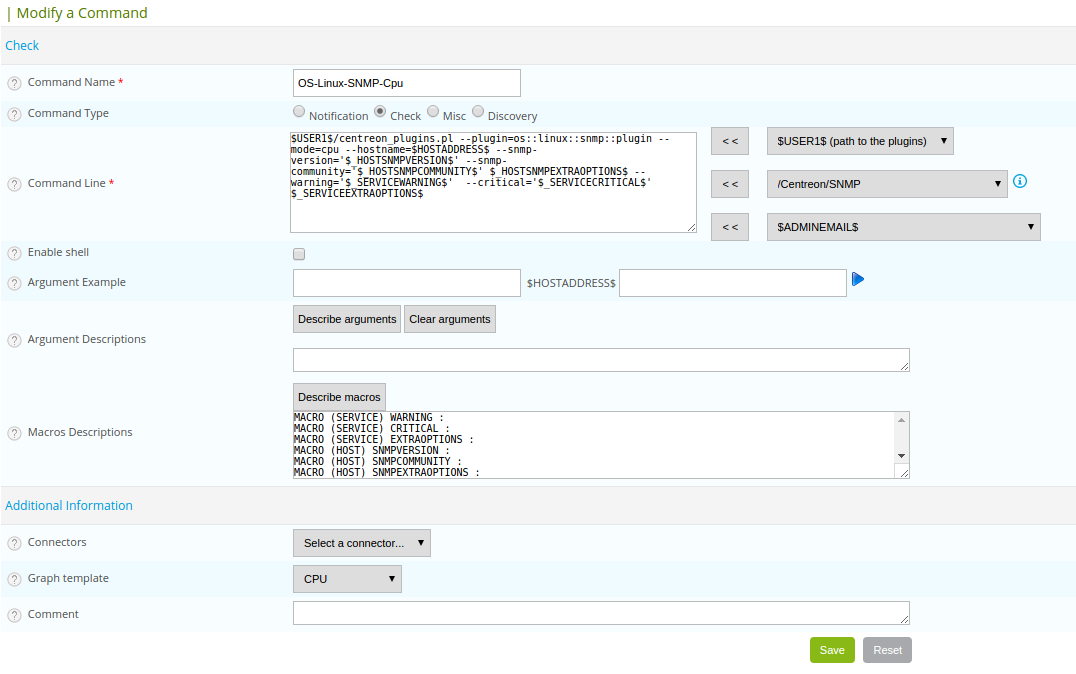 Modify a Command
Check
? Command Name * OS-Linux-SNMP-Cpu
? Command Type Notification Check Misc Discovery
? Command Line *
$USER1$/centreon_plugins.pl --plugin=os::linux::snmp::plugin --
mode=cpu --hostname=$HOSTADDRESS$ --snmp-
version='$_HOSTSNMPVERSION$' --snmp-
community='$_HOSTSNMPCOMMUNITY$' $_HOSTSNMPEXTRAOPTIONS$ --
warning='$_SERVICEWARNING$'  --critical='$_SERVICECRITICAL$'
$_SERVICEEXTRAOPTIONS$
< < $USER1$ (path to the plugins)
< < /Centreon/SNMP i
< < $ADMINEMAIL$
? Enable shell
? Argument Example $HOSTADDRESS$
Describe arguments Clear arguments
? Argument Descriptions
Describe macros
? Macros Descriptions
MACRO (SERVICE) WARNING :
MACRO (SERVICE) CRITICAL :
MACRO (SERVICE) EXTRAOPTIONS :
MACRO (HOST) SNMPVERSION :
MACRO (HOST) SNMPCOMMUNITY :
MACRO (HOST) SNMPEXTRAOPTIONS :
Additional Information
? Connectors Select a connector...
? Graph template CPU
? Comment
Save Reset